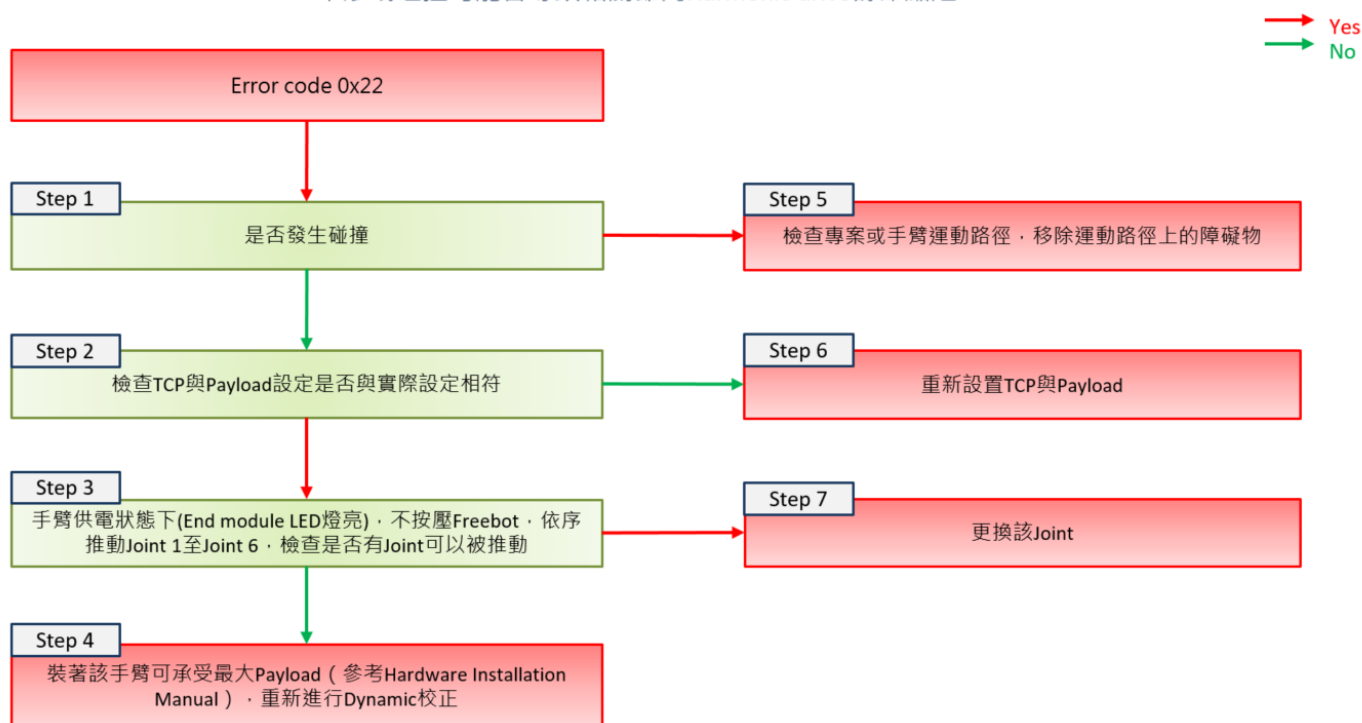 Yes
No
Error code 0x22
Step 1
是否發生碰撞
Step 5
檢查專案或手臂運動路徑，移除運動路徑上的障礙物
Step 2
檢查TCP與Payload設定是否與實際設定相符
Step 6
重新設置TCP與Payload
Step 3
手臂供電狀態下(End module LED燈亮)，不按壓Freebot，依序
推動Joint 1至Joint 6，檢查是否有Joint可以被推動
Step 7
更換該Joint
Step 4
裝著該手臂可承受最大Payload（參考Hardware Installation
Manual），重新進行Dynamic校正